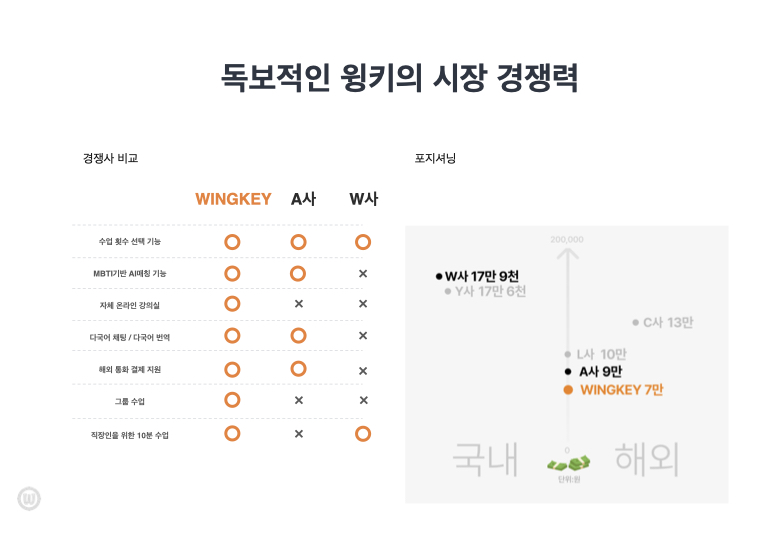 독보적인 윙키의 시장 경쟁력
경쟁사 비교
WINGKEY A사 W사
수업 횟수 선택 기능
MBTI기반 AI매칭 기능
자체 온라인 강의실
다국어 채팅 / 다국어 번역
해외 통화 결제 지원
그룹 수업
직장인을 위한 10분 수업
포지셔닝
200,000
W사 17만 9천
Y사 17만 6천
C사 13만
L사 10만
A사 9만
WINGKEY 7만
0
국내 해외
단위:원
W